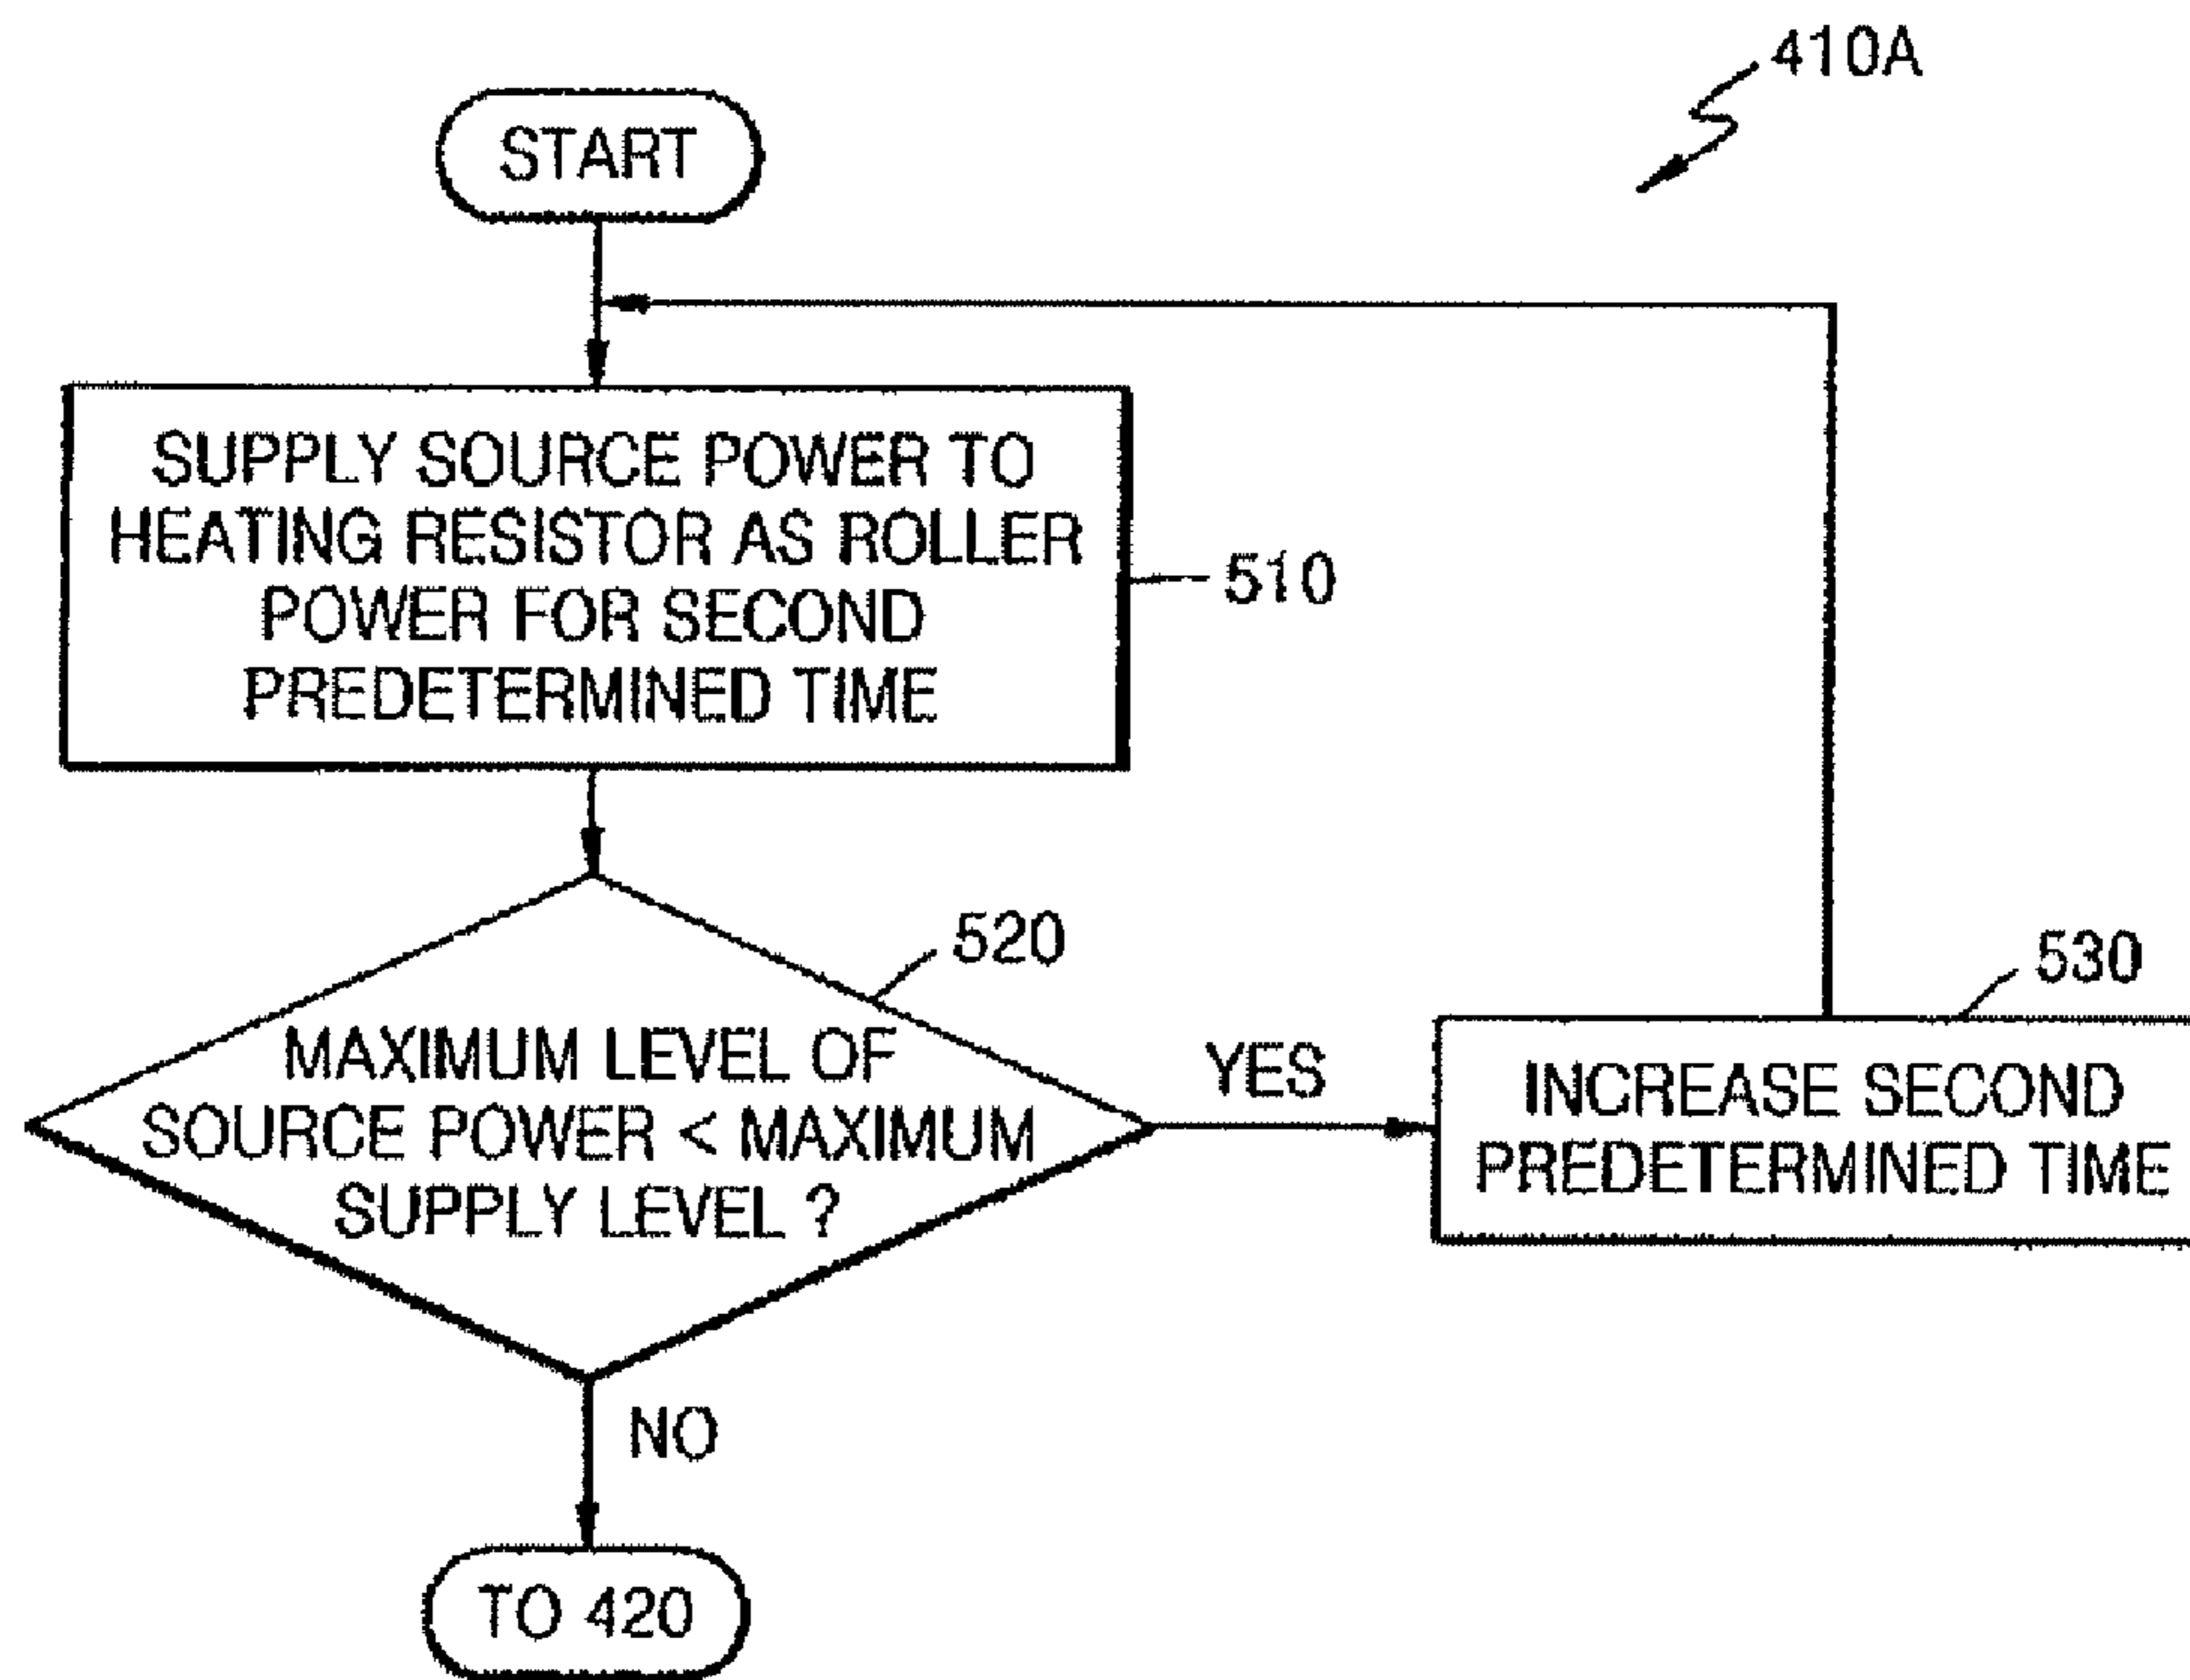 410A
START
SUPPLY SOURCE POWER TO
HEATING RESISTOR AS ROLLER
POWER FOR SECOND
PREDETERMINED TIME
510
520
MAXIMUM LEVEL OF
SOURCE POWER < MAXIMUM
SUPPLY LEVEL ?
YES
530
INCREASE SECOND
PREDETERMINED TIME
NO
TO 420